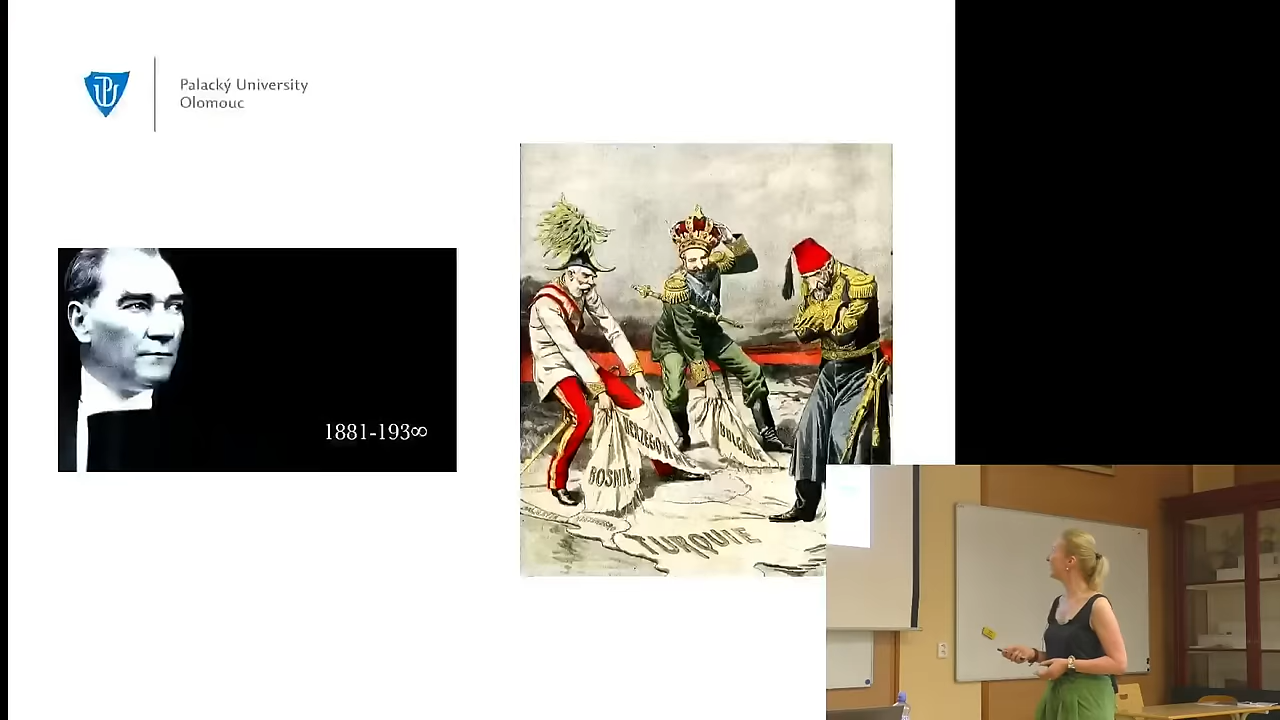 Palacký University
Olomouc
1881-193∞
HERZEGOVINE
BULGARIE
BOSNIE
TURQUIE